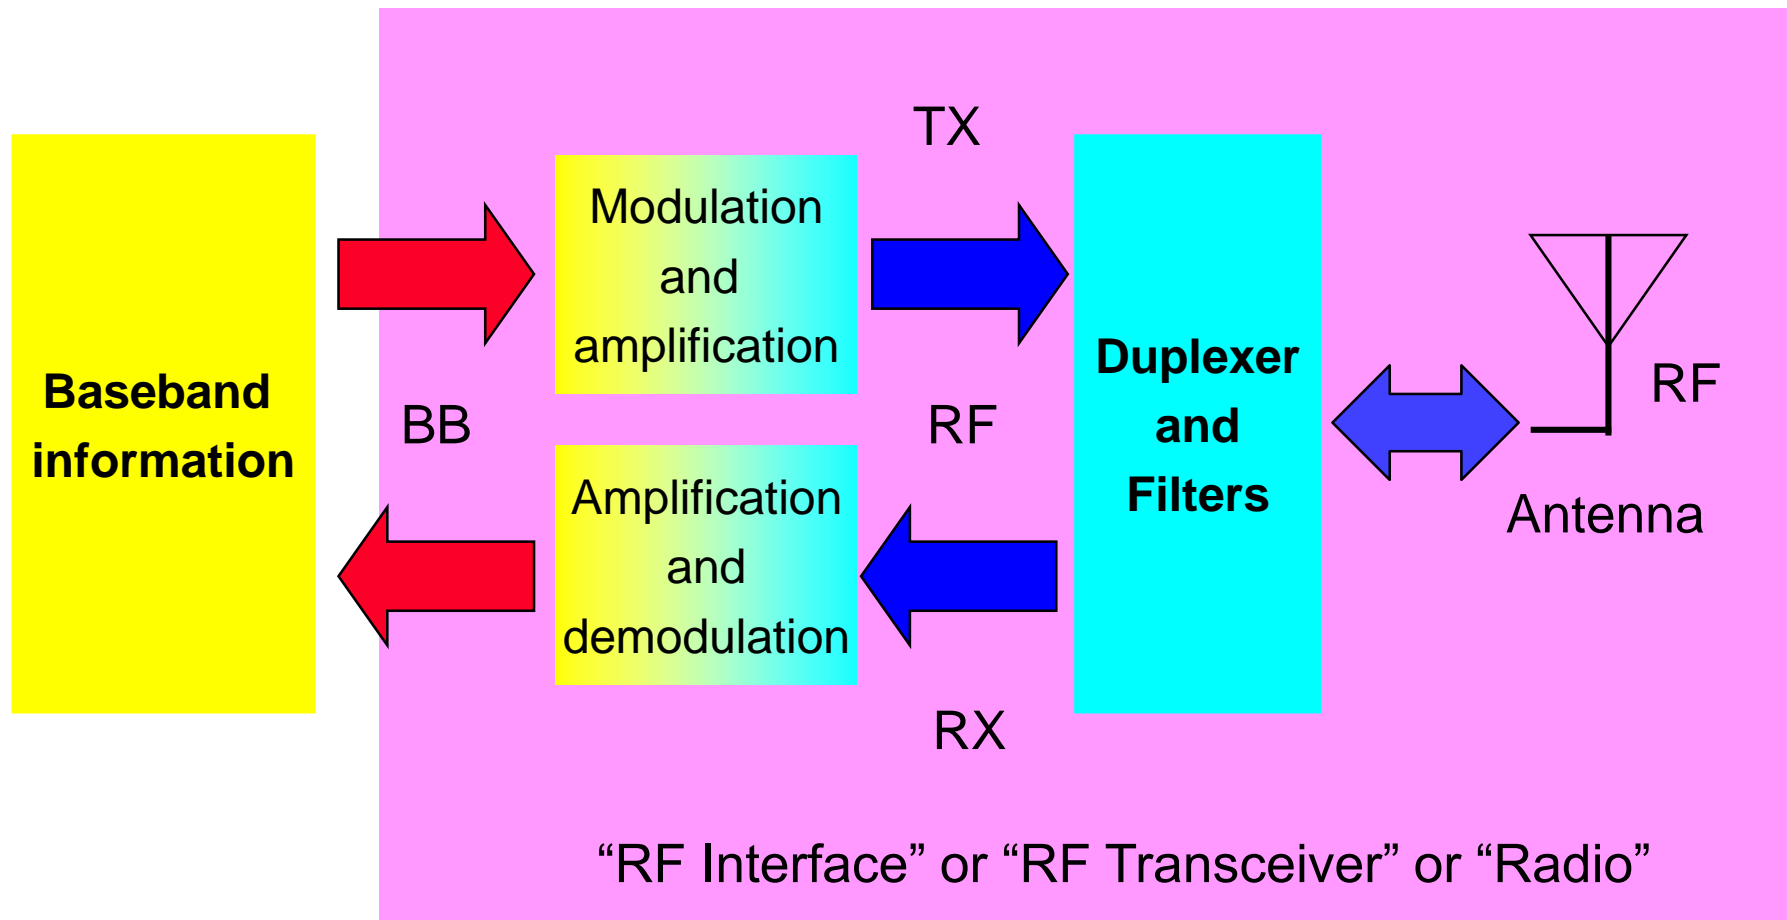 Baseband
information
BB
Modulation
and
amplification
Amplification
and
demodulation
TX
RF
RX
Duplexer
and
Filters
RF
Antenna
“RF Interface” or “RF Transceiver” or “Radio”